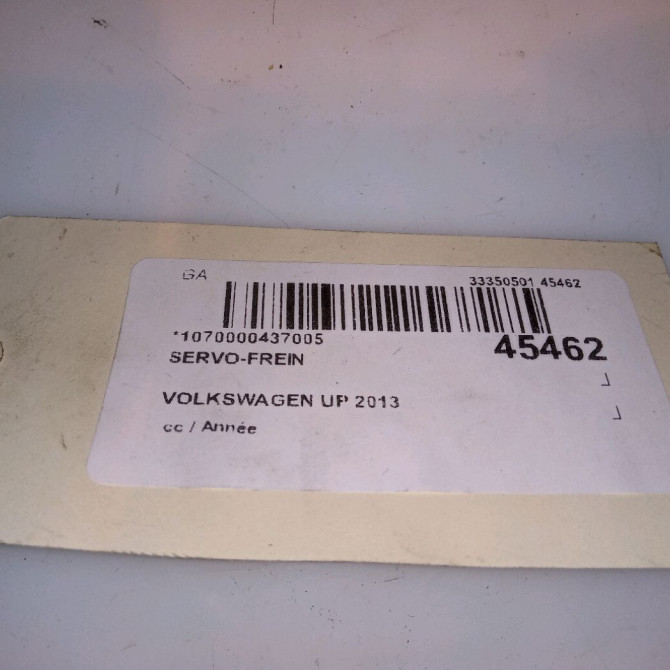 GA
33350501 45462
*1070000437005
45462
SERVO-FREIN
VOLKSWAGEN UP 2013
cc / Année